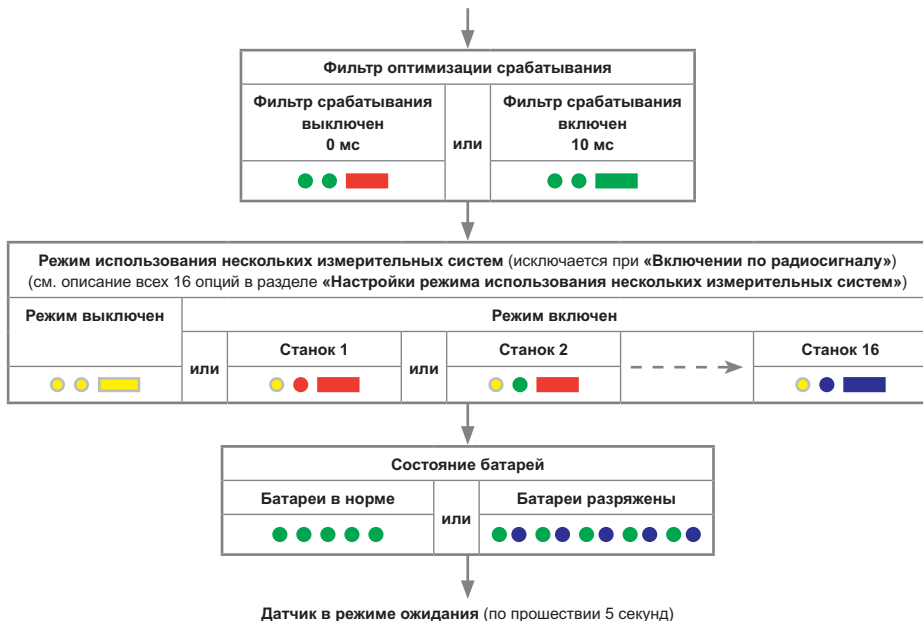 Фильтр оптимизации срабатывания
Фильтр срабатывания
выключен
0 мс
или
Фильтр срабатывания
включен
10 мс
Режим использования нескольких измерительных систем (исключается при «Включении по радиосигналу»)
(см. описание всех 16 опций в разделе «Настройки режима использования нескольких измерительных систем»)
Режим выключен
Режим включен
или
Станок 1
или
Станок 2
Станок 16
Состояние батарей
Батареи в норме
или
Батареи разряжены
Датчик в режиме ожидания (по прошествии 5 секунд)